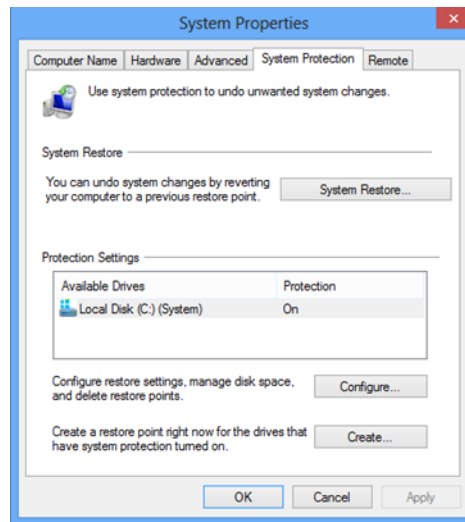 System Properties
Computer Name Hardware Advanced System Protection Remote
Use system protection to undo unwanted system changes.
System Restore
You can undo system changes by reverting
your computer to a previous restore point.
System Restore...
Protection Settings
Available Drives Protection
Local Disk (C:) (System) On
Configure restore settings, manage disk space,
and delete restore points.
Configure...
Create a restore point right now for the drives that
have system protection turned on.
Create...
OK Cancel Apply